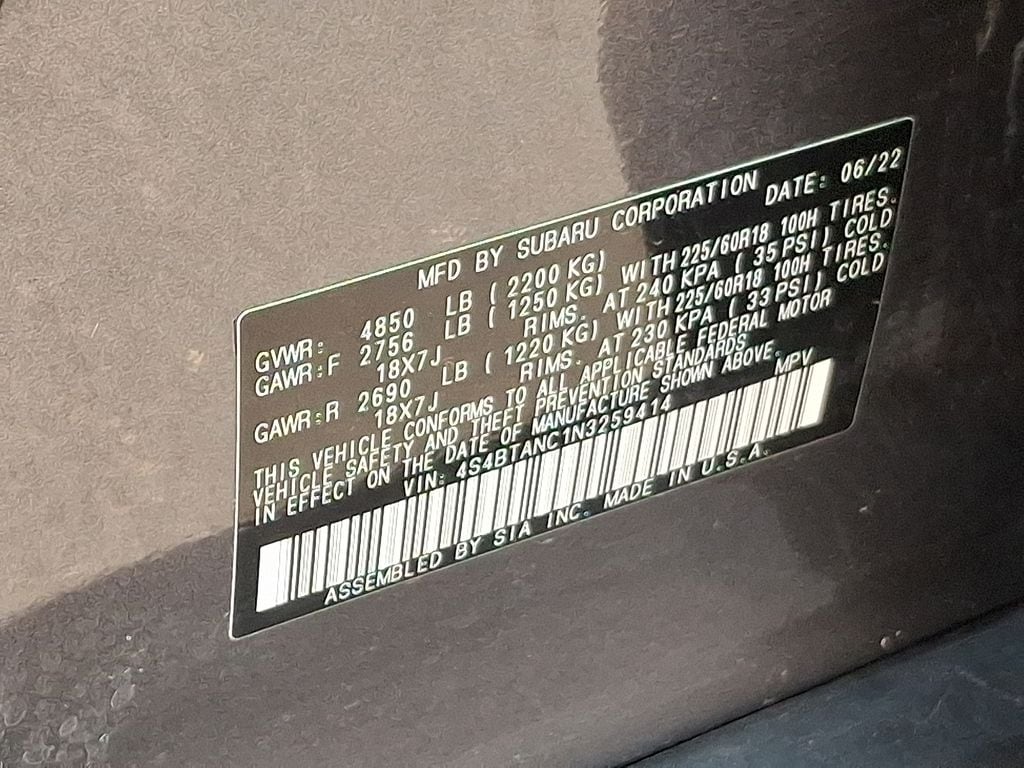 MFD BY SUBARU CORPORATION
DATE: 06/22
GVWR: 4850 LB ( 2200 KG)
GAWR:F 2756 LB ( 1250 KG) WITH 225/60R18 100H TIRES.
18X7J RIMS. AT 240 KPA ( 35 PSI) COLD
GAWR:R 2690 LB ( 1220 KG) WITH 225/60R18 100H TIRES.
18X7J RIMS. AT 230 KPA ( 33 PSI) COLD
THIS VEHICLE CONFORMS TO ALL APPLICABLE FEDERAL MOTOR
VEHICLE SAFETY AND THEFT PREVENTION STANDARDS
IN EFFECT ON THE DATE OF MANUFACTURE SHOWN ABOVE.
VIN: 4S4BTANC1N3259414 MPV
ASSEMBLED BY SIA INC. MADE IN U.S.A.